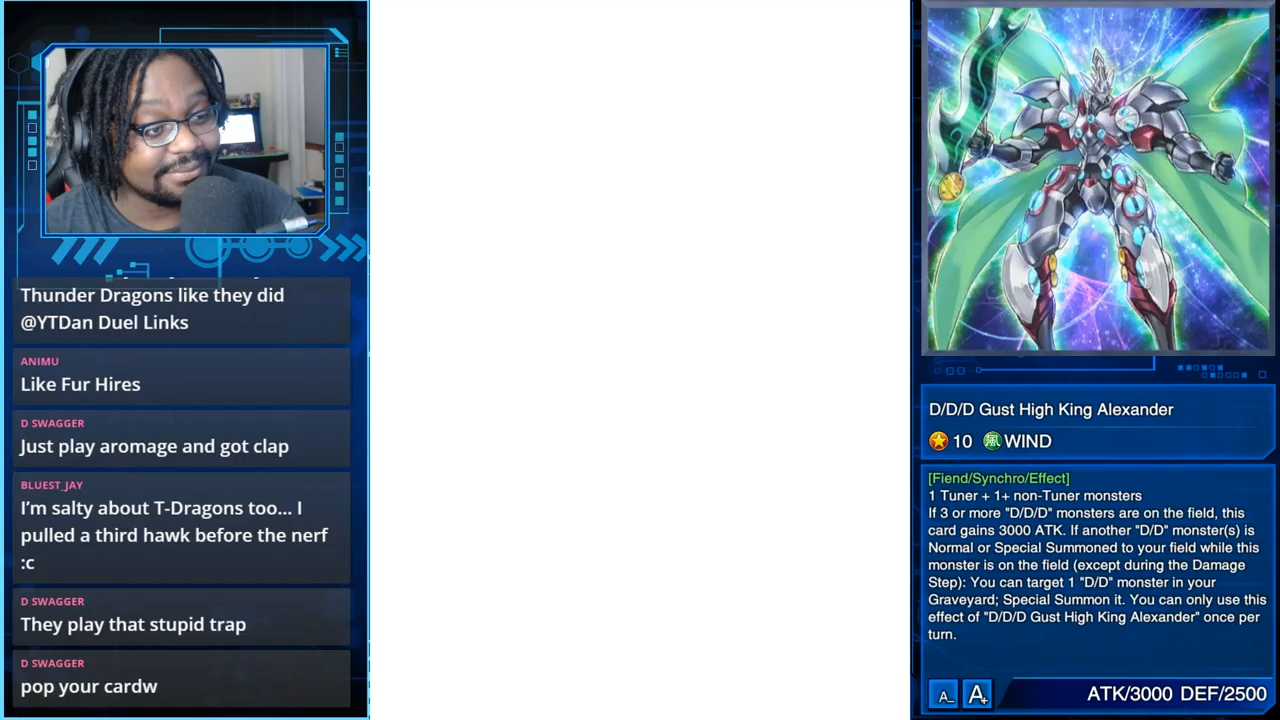 Thunder Dragons like they did
@YTDan Duel Links
ANIMU
Like Fur Hires
D SWAGGER
Just play aromage and got clap
BLUEST_JAY
I'm salty about T-Dragons too... I
pulled a third hawk before the nerf
:c
D SWAGGER
They play that stupid trap
D SWAGGER
pop your cardw
D/D/D Gust High King Alexander
10 風 WIND
[Fiend/Synchro/Effect]
1 Tuner + 1+ non-Tuner monsters
If 3 or more "D/D/D" monsters are on the field, this
card gains 3000 ATK. If another "D/D" monster(s) is
Normal or Special Summoned to your field while this
monster is on the field (except during the Damage
Step): You can target 1 "D/D" monster in your
Graveyard; Special Summon it. You can only use this
effect of "D/D/D Gust High King Alexander" once per
turn.
A- A+ ATK/3000 DEF/2500